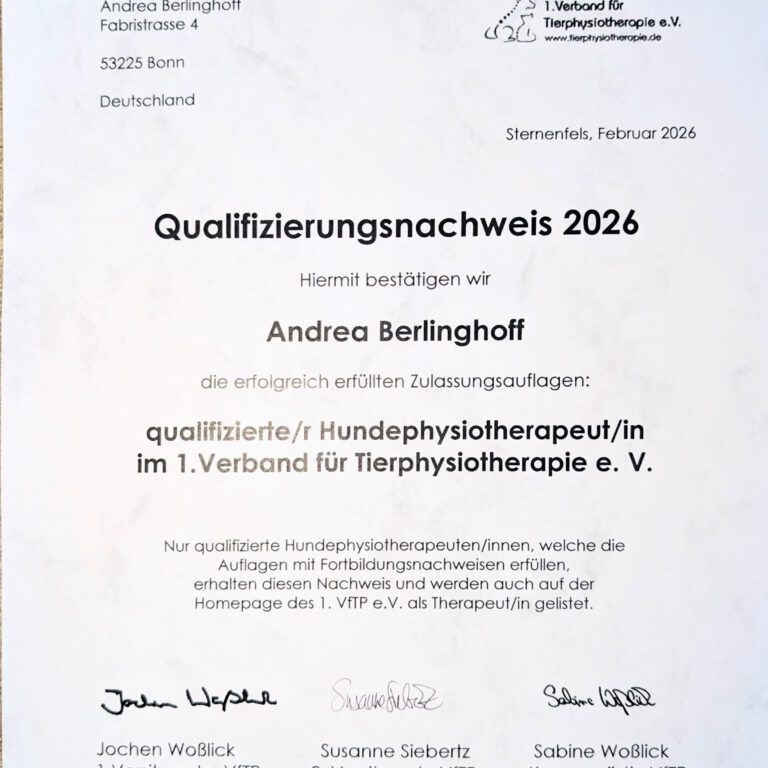 Andrea Berlinghoff
Fabristrasse 4
53225 Bonn
Deutschland
1.Verband für
Tierphysiotherapie e.V.
www.tierphysiotherapie.de
Sternenfels, Februar 2026
Qualifizierungsnachweis 2026
Hiermit bestätigen wir
Andrea Berlinghoff
die erfolgreich erfüllten Zulassungsauflagen:
qualifizierte/r Hundephysiotherapeut/in
im 1.Verband für Tierphysiotherapie e. V.
Nur qualifizierte Hundephysiotherapeuten/innen, welche die
Auflagen mit Fortbildungsnachweisen erfüllen,
erhalten diesen Nachweis und werden auch auf der
Homepage des 1. VfTP e.V. als Therapeut/in gelistet.
Jochen Woßlick
Susanne Siebertz
Sabine Woßlick